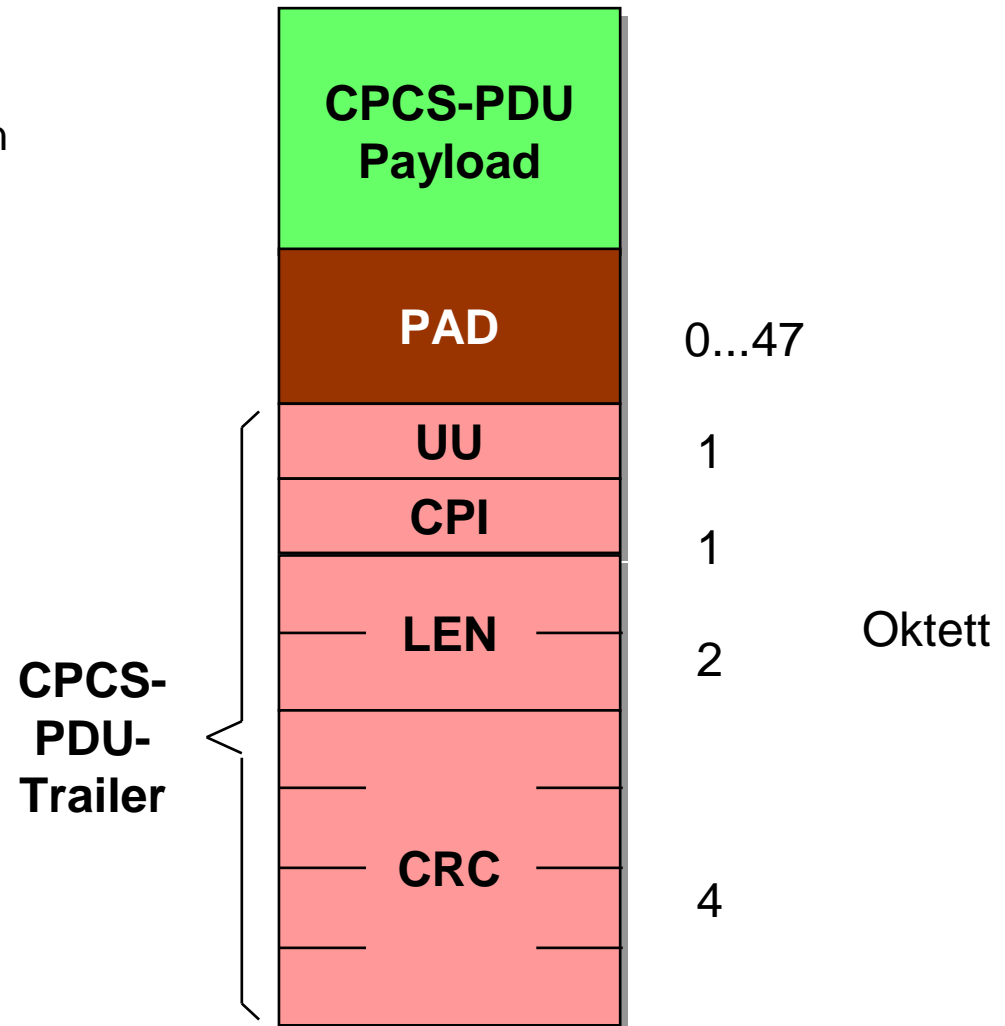 CPCS-PDU
Payload
PAD
0...47
UU
1
CPI
1
LEN
2
Oktett
CPCS-
PDU-
Trailer
CRC
4